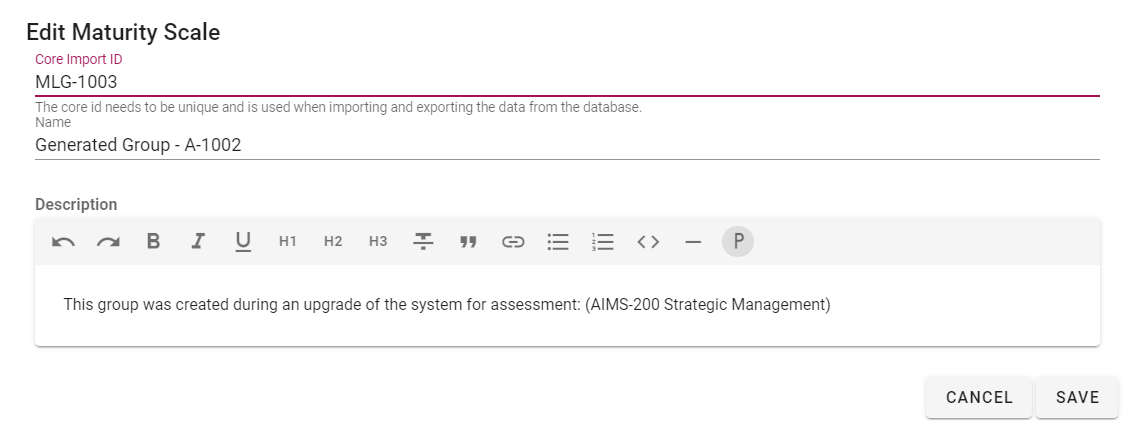 Edit Maturity Scale
Core Import ID
MLG-1003
The core id needs to be unique and is used when importing and exporting the data from the database.
Name
Generated Group - A-1002
Description
B I U H1 H2 H3 P
This group was created during an upgrade of the system for assessment: (AIMS-200 Strategic Management)
CANCEL SAVE